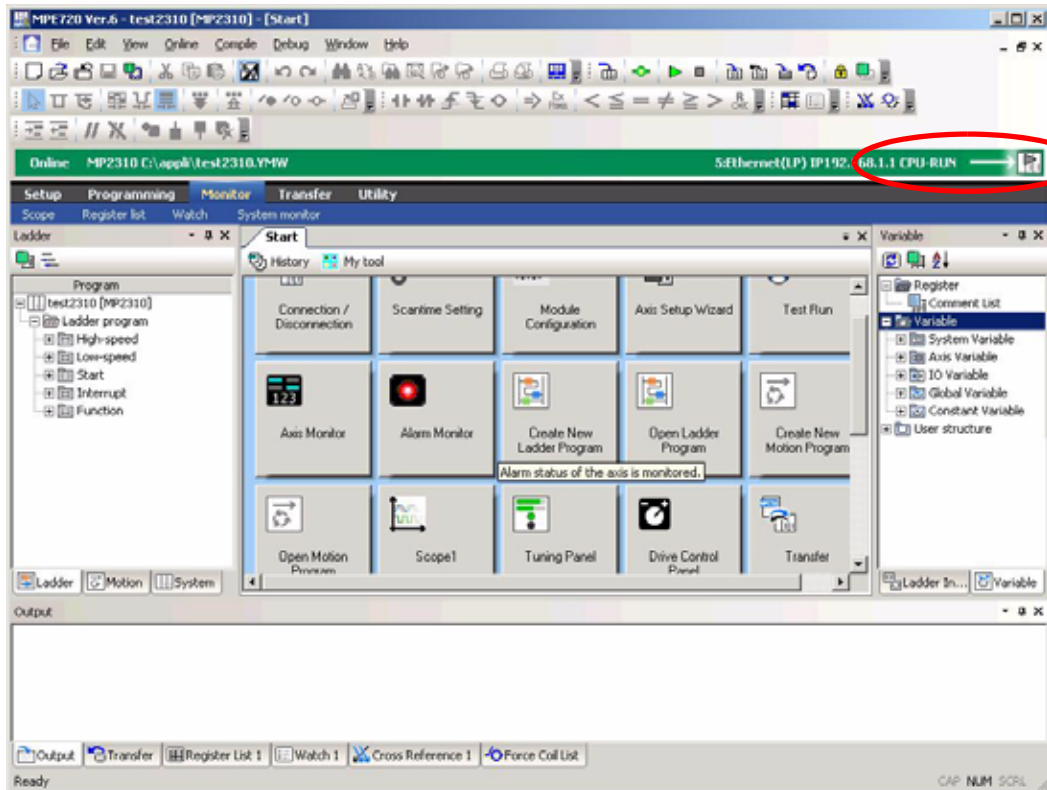 MPE720 Ver.6 - test2310 [MP2310] - [Start]
File Edit View Online Compile Debug Window Help
Online MP2310 C:\appli\test2310.YMW 5:Ethernet(LP) IP192.168.1.1 CPU-RUN
Setup Programming Monitor Transfer Utility
Scope Register list Watch System monitor
Ladder
Start
Variable
History My tool
Program
test2310 [MP2310]
Ladder program
High-speed
Low-speed
Start
Interrupt
Function
Connection /
Disconnection
Scantime Setting
Module
Configuration
Axis Setup Wizard
Test Run
123
Axis Monitor
Alarm Monitor
Create New
Ladder Program
Open Ladder
Program
Create New
Motion Program
Alarm status of the axis is monitored.
Open Motion
Program
Scope1
Tuning Panel
Drive Control
Panel
Transfer
Register
Comment List
Variable
System Variable
Axis Variable
IO Variable
Global Variable
Constant Variable
User structure
Ladder Motion System
Ladder In... Variable
Output
Output Transfer Register List 1 Watch 1 Cross Reference 1 Force Coil List
Ready CAP NUM SCRL